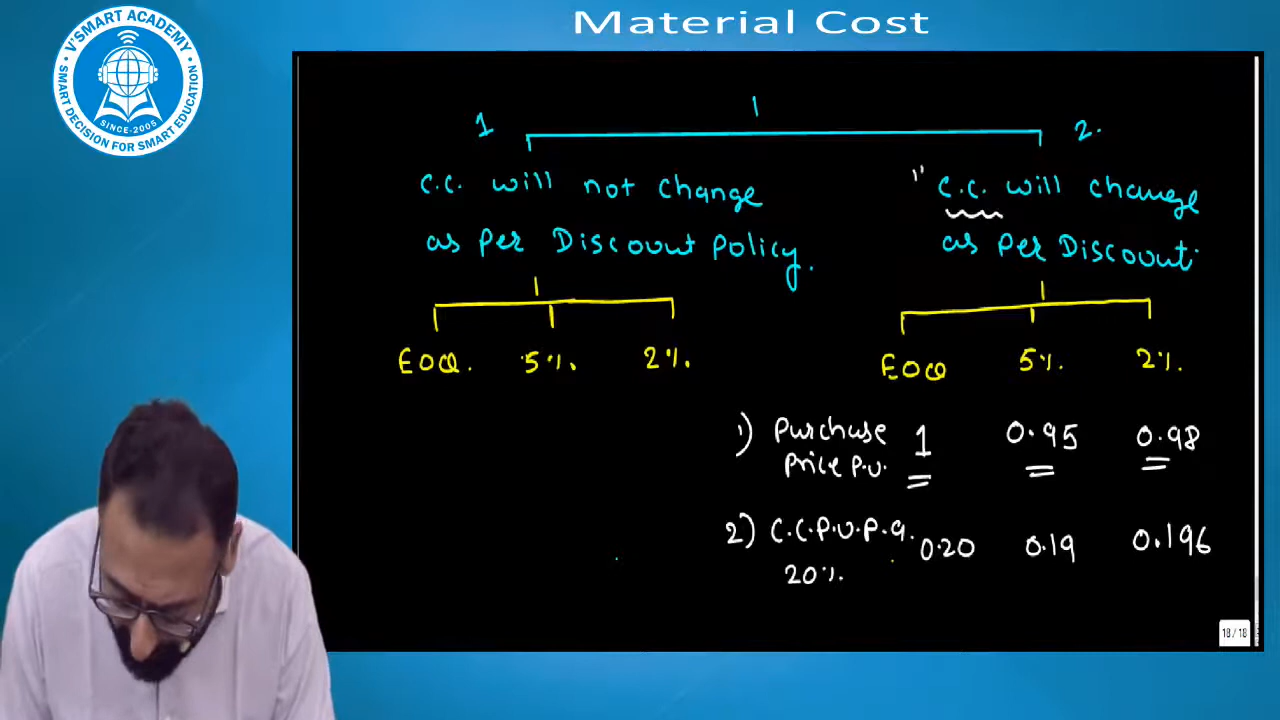 Material Cost
V'SMART ACADEMY
SINCE-2005
SMART DECISION FOR SMART EDUCATION
1
2.
C.C. will not change
as per Discount Policy.
1) C.C. will change
as per Discount
EOQ. 5%. 2%.
EOQ 5%. 2%.
1) Purchase 1 0.95 0.98
Price P.U.
2) C.C.P.U.P.a. 0.20 0.19 0.196
20%.
18/18